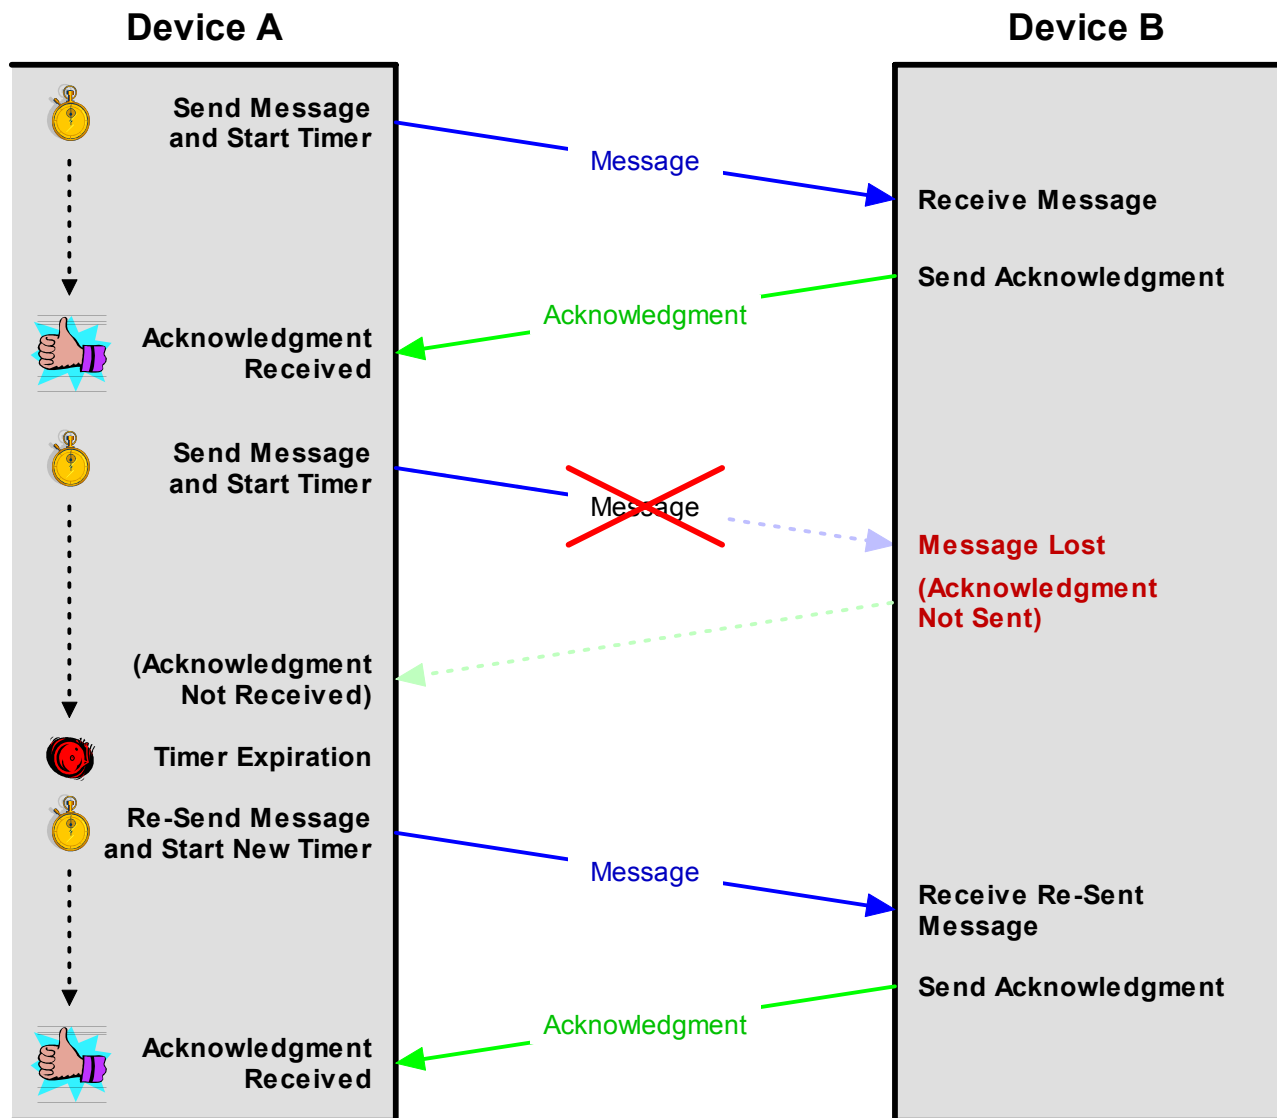 Device A
Device B
Send Message
and Start Timer
Message
Receive Message
Send Acknowledgment
Acknowledgment
Acknowledgment
Received
Send Message
and Start Timer
Message
Message Lost
(Acknowledgment
Not Sent)
(Acknowledgment
Not Received)
Timer Expiration
Re-Send Message
and Start New Timer
Message
Receive Re-Sent
Message
Send Acknowledgment
Acknowledgment
Acknowledgment
Received